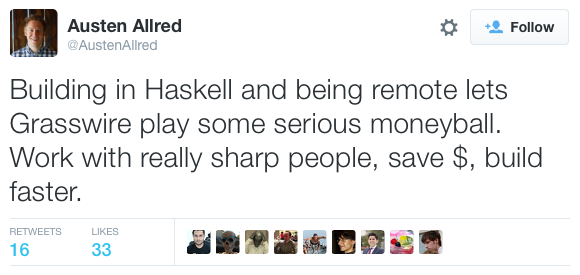 Austen Allred
@AustenAllred
Follow
Building in Haskell and being remote lets
Grasswire play some serious moneyball.
Work with really sharp people, save $, build
faster.
RETWEETS LIKES
16 33